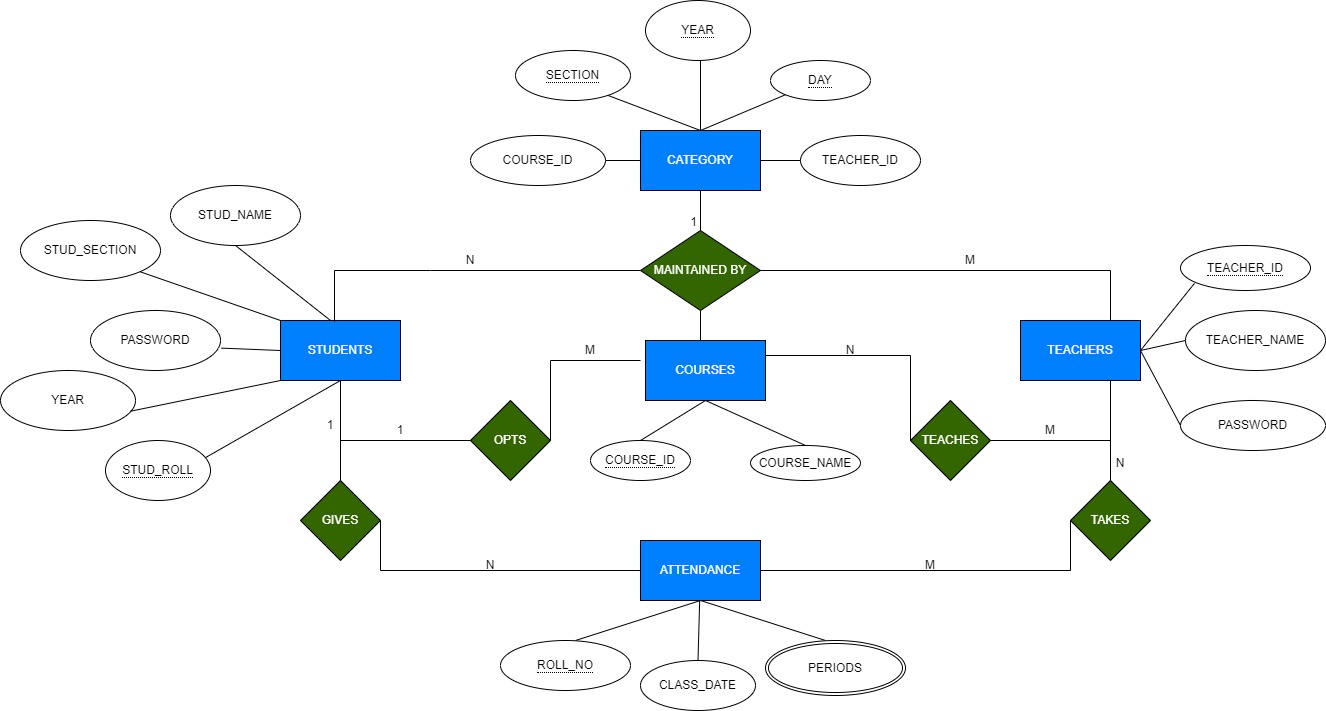 YEAR
SECTION
DAY
COURSE_ID
CATEGORY
TEACHER_ID
STUD_NAME
1
STUD_SECTION
N
MAINTAINED BY
M
TEACHER_ID
PASSWORD
STUDENTS
M
COURSES
N
TEACHERS
TEACHER_NAME
YEAR
1
1
OPTS
TEACHES
M
PASSWORD
COURSE_ID
COURSE_NAME
STUD_ROLL
N
GIVES
TAKES
N
ATTENDANCE
M
ROLL_NO
CLASS_DATE
PERIODS